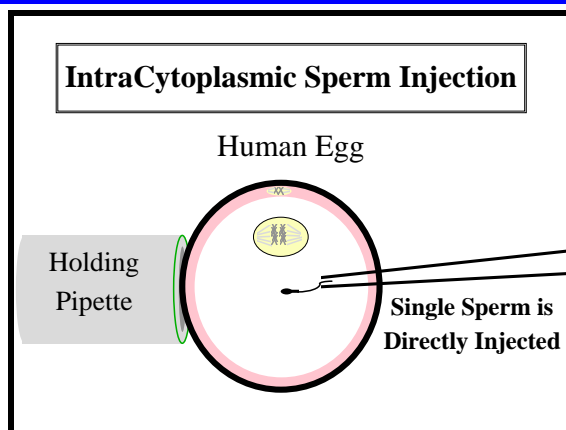 IntraCytoplasmic Sperm Injection
Human Egg
Holding
Pipette
Single Sperm is
Directly Injected